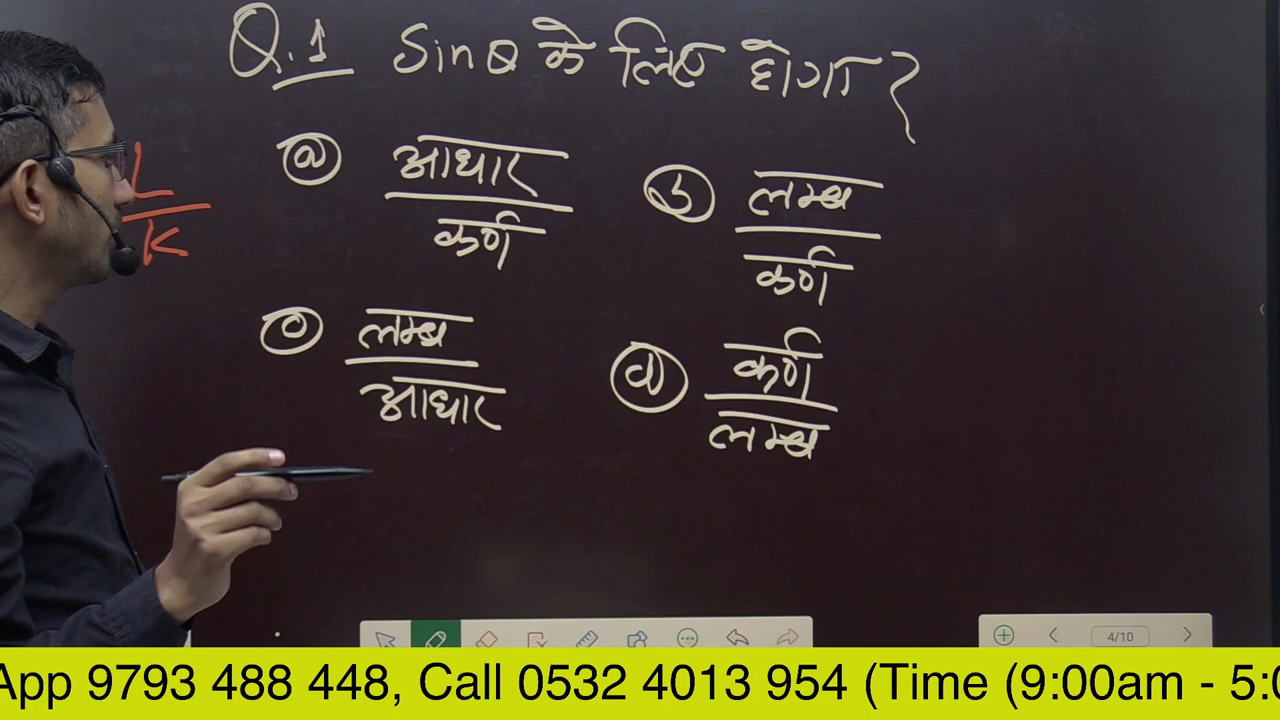 Q.1 Sinθ के लिए होगा ?
L
K
(a) आधार
कर्ण
(b) लम्ब
कर्ण
(c) लम्ब
आधार
(d) कर्ण
लम्ब
4/10
App 9793 488 448, Call 0532 4013 954 (Time (9:00am - 5:0